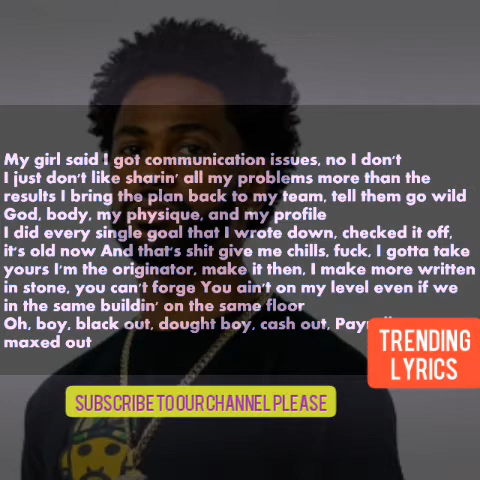 My girl said I got communication issues, no I don't
I just don't like sharin' all my problems more than the
results I bring the plan back to my team, tell them go wild
God, body, my physique, and my profile
I did every single goal that I wrote down, checked it off,
it's old now And that's shit give me chills, fuck, I gotta take
yours I'm the originator, make it then, I make more written
in stone, you can't forge You ain't on my level even if we
in the same buildin' on the same floor
Oh, boy, black out, dought boy, cash out,
maxed out
TRENDING
LYRICS
SUBSCRIBE TO OUR CHANNEL PLEASE